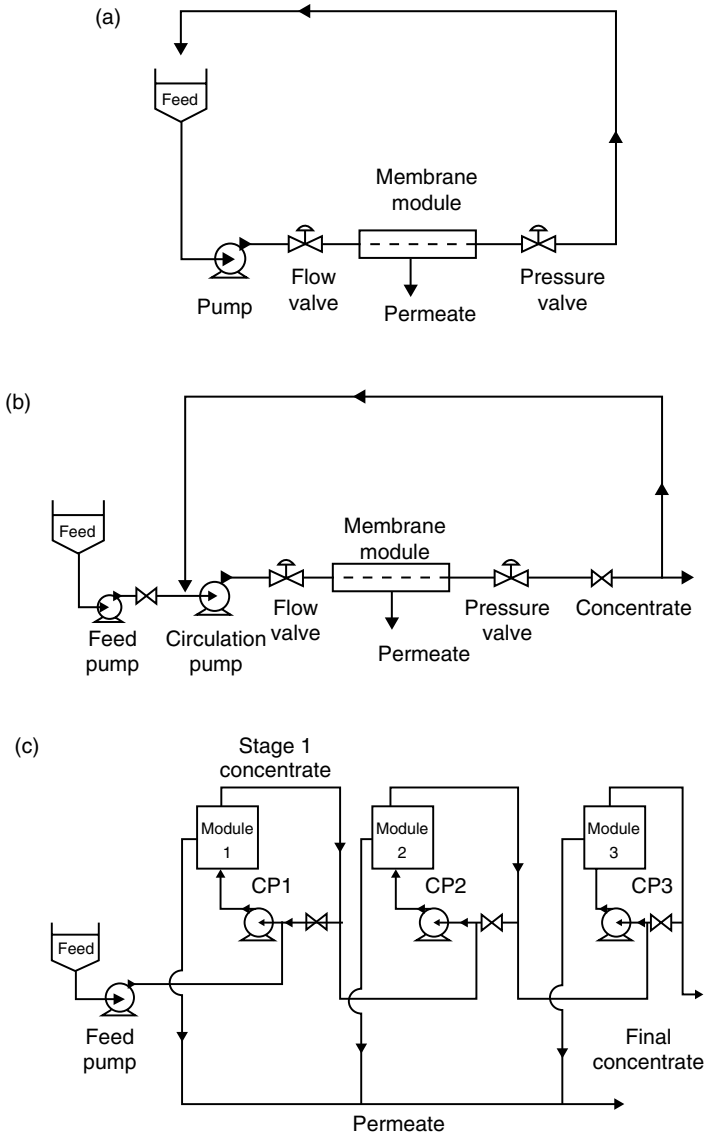 (a)
Feed
Membrane
module
Flow
valve
Pressure
valve
Pump
Permeate
(b)
Feed
Membrane
module
Feed
pump
Circulation
pump
Flow
valve
Pressure
valve
Concentrate
Permeate
(c)
Stage 1
concentrate
Module
1
Module
2
Module
3
CP1
CP2
CP3
Feed
Feed
pump
Final
concentrate
Permeate